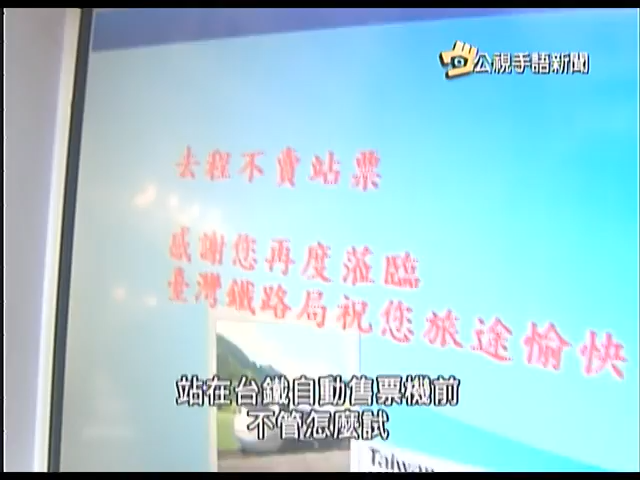 公視手語新聞
去程不賣站票
感謝您再度蒞臨
臺灣鐵路局祝您旅途愉快
站在台鐵自動售票機前
不管怎麼試
Taiwan